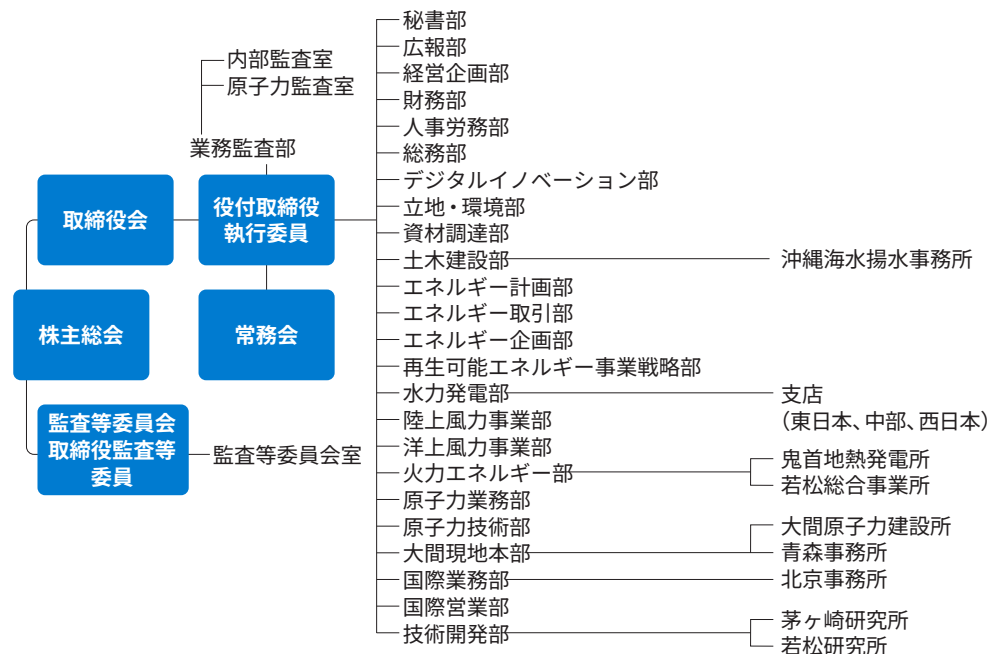 内部監査室
原子力監査室
業務監査部
取締役会
役付取締役
執行委員
株主総会
常務会
監査等委員会
取締役監査等
委員
監査等委員会室
秘書部
広報部
経営企画部
財務部
人事労務部
総務部
デジタルイノベーション部
立地・環境部
資材調達部
土木建設部
沖縄海水揚水事務所
エネルギー計画部
エネルギー取引部
エネルギー企画部
再生可能エネルギー事業戦略部
水力発電部
支店
（東日本、中部、西日本）
陸上風力事業部
洋上風力事業部
火力エネルギー部
鬼首地熱発電所
若松総合事業所
原子力業務部
原子力技術部
大間現地本部
大間原子力建設所
青森事務所
国際業務部
北京事務所
国際営業部
技術開発部
茅ヶ崎研究所
若松研究所